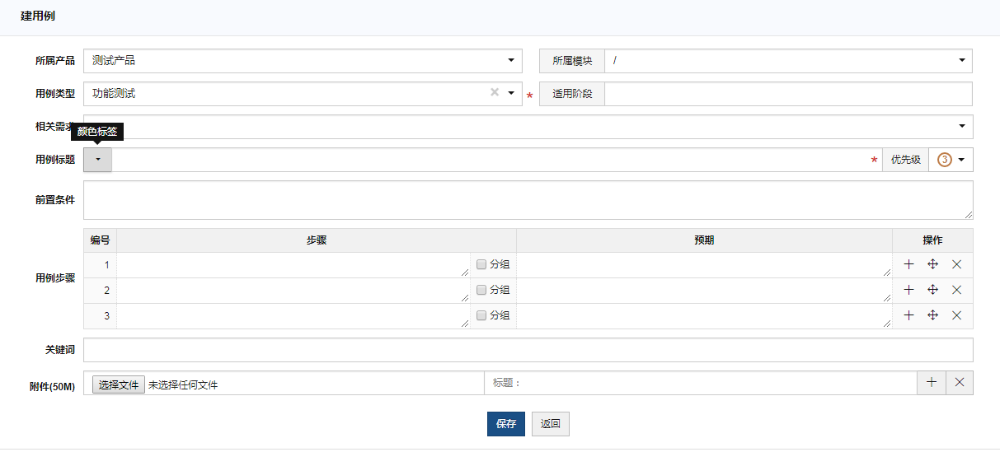 建用例
所属产品 测试产品 所属模块 /
用例类型 功能测试 × * 适用阶段
相关需求
颜色标签
用例标题 * 优先级 3
前置条件
编号 步骤 预期 操作
用例步骤
1 分组
2 分组
3 分组
关键词
附件(50M) 选择文件 未选择任何文件 标题：
保存 返回